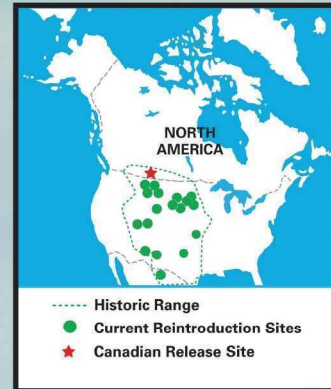 NORTH
AMERICA
Historic Range
Current Reintroduction Sites
Canadian Release Site